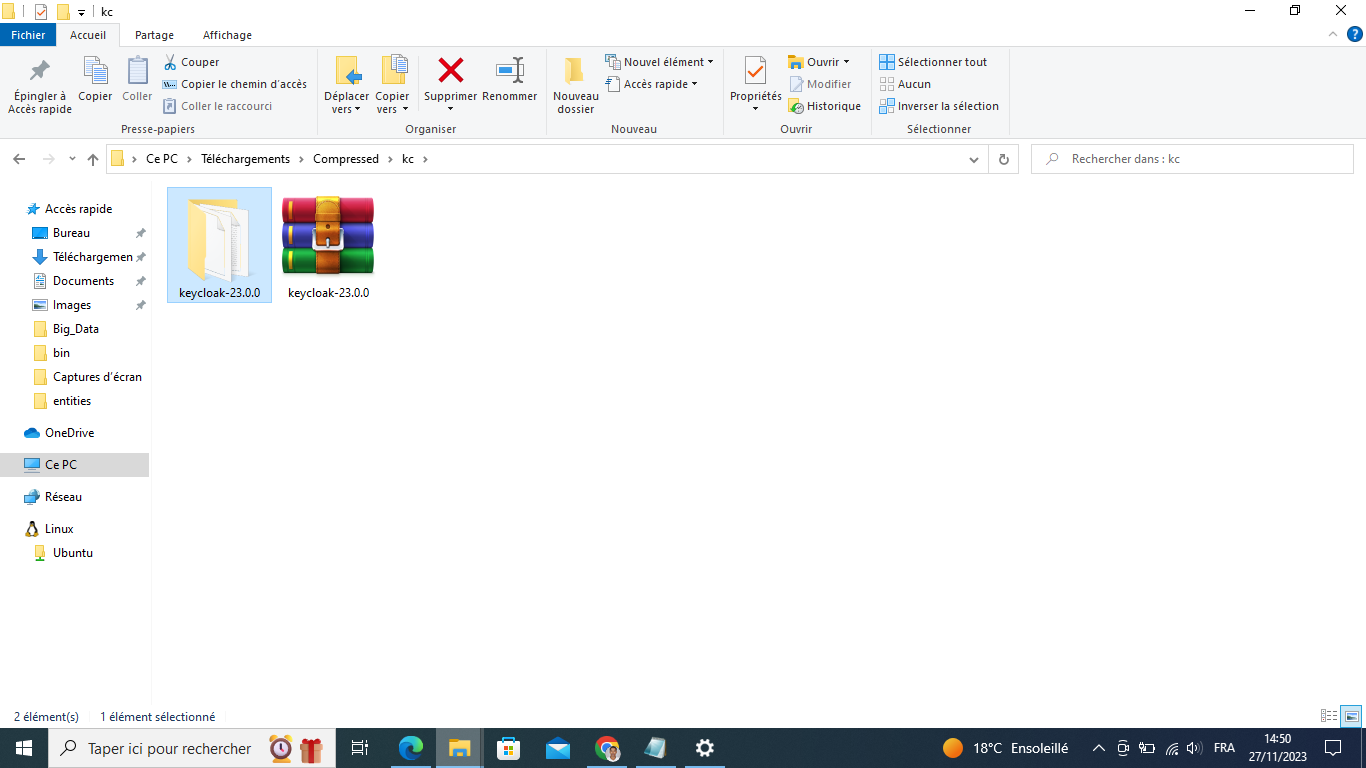 kc
Fichier Accueil Partage Affichage
Épingler à Accès rapide
Copier
Coller
Couper
Copier le chemin d'accès
Coller le raccourci
Presse-papiers
Déplacer vers
Copier vers
Supprimer
Renommer
Organiser
Nouveau dossier
Nouvel élément
Accès rapide
Nouveau
Propriétés
Ouvrir
Modifier
Historique
Ouvrir
Sélectionner tout
Aucun
Inverser la sélection
Sélectionner
Ce PC > Téléchargements > Compressed > kc >
Rechercher dans : kc
Accès rapide
Bureau
Téléchargemen
Documents
Images
Big_Data
bin
Captures d'écran
entities
OneDrive
Ce PC
Réseau
Linux
Ubuntu
keycloak-23.0.0
keycloak-23.0.0
2 élément(s) 1 élément sélectionné
Taper ici pour rechercher
18°C Ensoleillé
FRA
14:50
27/11/2023